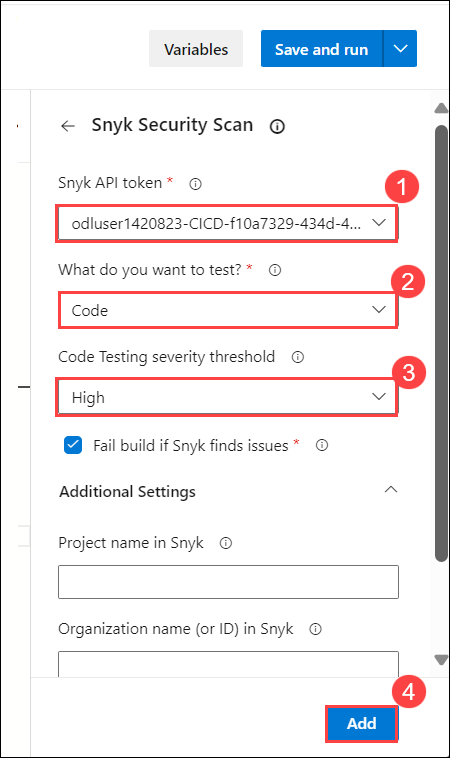 Variables
Save and run
Snyk Security Scan
Snyk API token *
1
odluser1420823-CICD-f10a7329-434d-4...
What do you want to test? *
2
Code
Code Testing severity threshold
3
High
Fail build if Snyk finds issues *
Additional Settings
Project name in Snyk
Organization name (or ID) in Snyk
4
Add